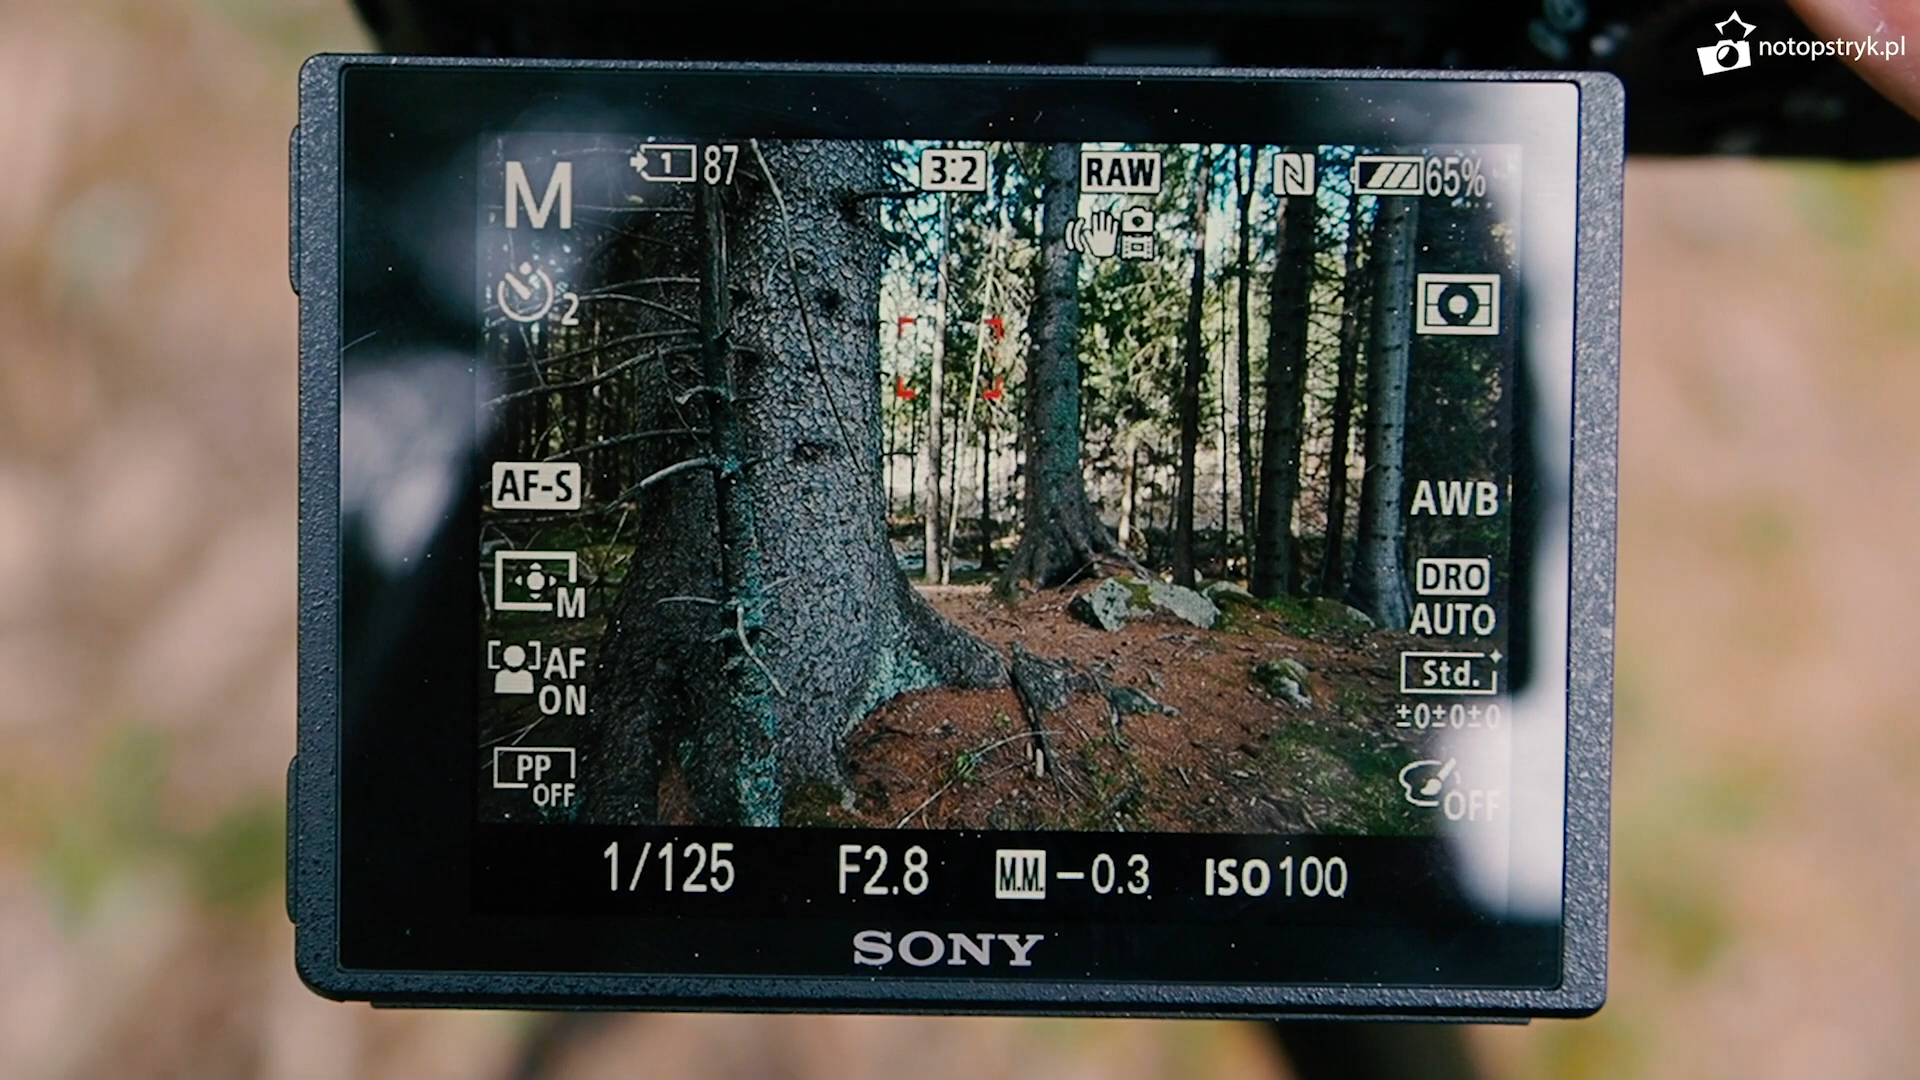 notopstryk.pl
M
1 87
3:2
RAW
N
65%
2
AF-S
AWB
M
DRO
AUTO
AF
ON
Std.
±0±0±0
PP
OFF
OFF
1/125 F2.8 M.M. -0.3 ISO 100
SONY